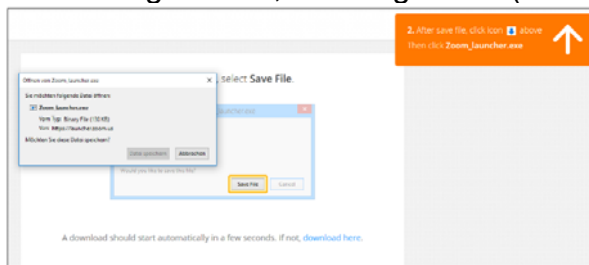 2. After save file, click icon above
Then click Zoom_launcher.exe
select Save File.
Öffnen von Zoom_launcher.exe
Sie möchten folgende Datei öffnen:
Zoom_launcher.exe
Vom Typ: Binary File (110 KB)
Von: https://launcher.zoom.us
Möchten Sie diese Datei speichern?
Datei speichern Abbrechen
Would you like to save this file?
Save File Cancel
A download should start automatically in a few seconds. If not, download here.